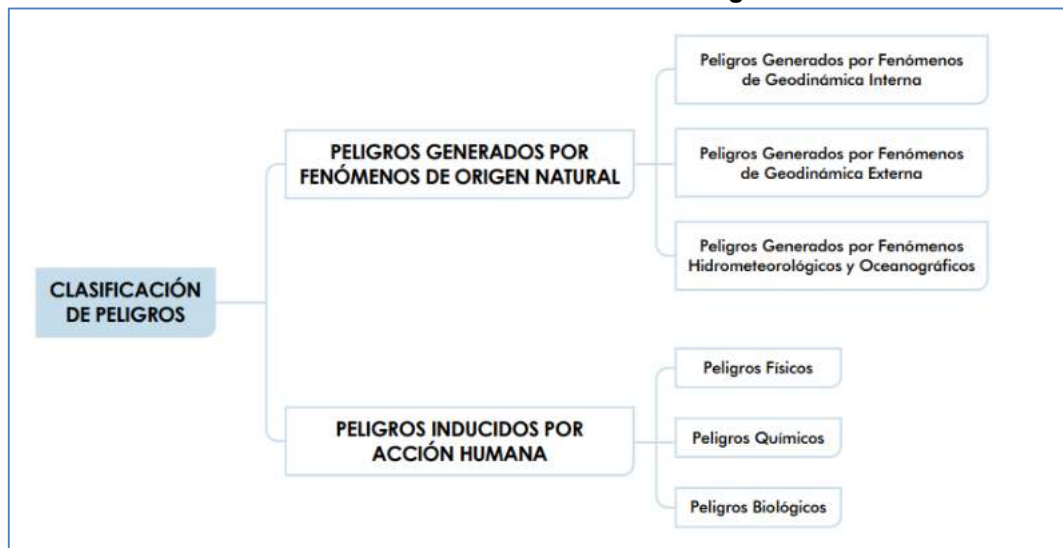 CLASIFICACIÓN
DE PELIGROS
PELIGROS GENERADOS POR
FENÓMENOS DE ORIGEN NATURAL
Peligros Generados por Fenómenos
de Geodinámica Interna
Peligros Generados por Fenómenos
de Geodinámica Externa
Peligros Generados por Fenómenos
Hidrometeorológicos y Oceanográficos
PELIGROS INDUCIDOS POR
ACCIÓN HUMANA
Peligros Físicos
Peligros Químicos
Peligros Biológicos